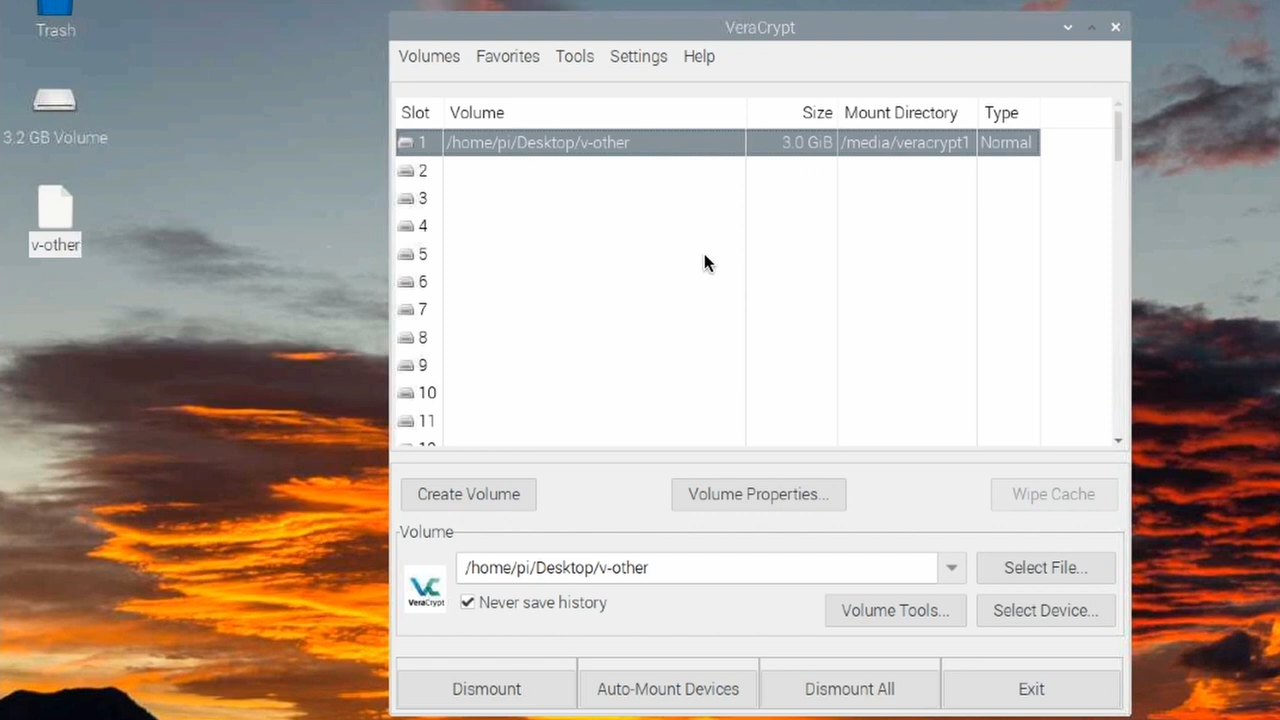 Trash
3.2 GB Volume
v-other
VeraCrypt
Volumes Favorites Tools Settings Help
Slot Volume Size Mount Directory Type
1 /home/pi/Desktop/v-other 3.0 GiB /media/veracrypt1 Normal
2
3
4
5
6
7
8
9
10
11
Create Volume Volume Properties... Wipe Cache
Volume
/home/pi/Desktop/v-other Select File...
VC
VeraCrypt
Never save history
Volume Tools... Select Device...
Dismount Auto-Mount Devices Dismount All Exit